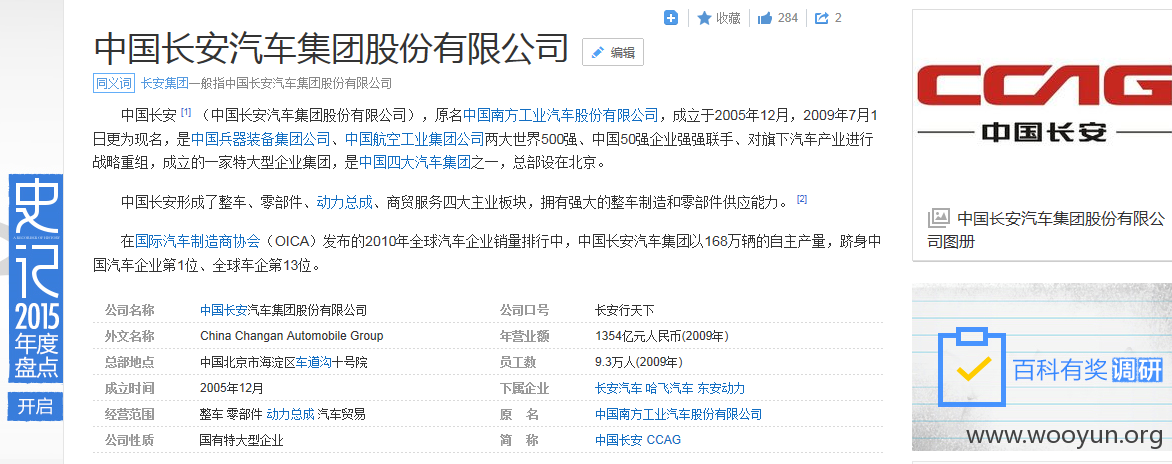 收藏 284 2
中国长安汽车集团股份有限公司 编辑
同义词 长安集团一般指中国长安汽车集团股份有限公司
中国长安 [1] （中国长安汽车集团股份有限公司），原名中国南方工业汽车股份有限公司，成立于2005年12月，2009年7月1
日更为现名，是中国兵器装备集团公司、中国航空工业集团公司两大世界500强、中国50强企业强强联手、对旗下汽车产业进行
战略重组，成立的一家特大型企业集团，是中国四大汽车集团之一，总部设在北京。
中国长安形成了整车、零部件、动力总成、商贸服务四大主业板块，拥有强大的整车制造和零部件供应能力。 [2]
在国际汽车制造商协会（OICA）发布的2010年全球汽车企业销量排行中，中国长安汽车集团以168万辆的自主产量，跻身中
国汽车企业第1位、全球车企第13位。
公司名称 中国长安汽车集团股份有限公司 公司口号 长安行天下
外文名称 China Changan Automobile Group 年营业额 1354亿元人民币(2009年)
总部地点 中国北京市海淀区车道沟十号院 员工数 9.3万人(2009年)
成立时间 2005年12月 下属企业 长安汽车 哈飞汽车 东安动力
经营范围 整车 零部件 动力总成 汽车贸易 原 名 中国南方工业汽车股份有限公司
公司性质 国有特大型企业 简 称 中国长安 CCAG
史记
2015
年度
盘点
开启
CCAG
中国长安
中国长安汽车集团股份有限公
司图册
百科有奖调研
www.wooyun.org